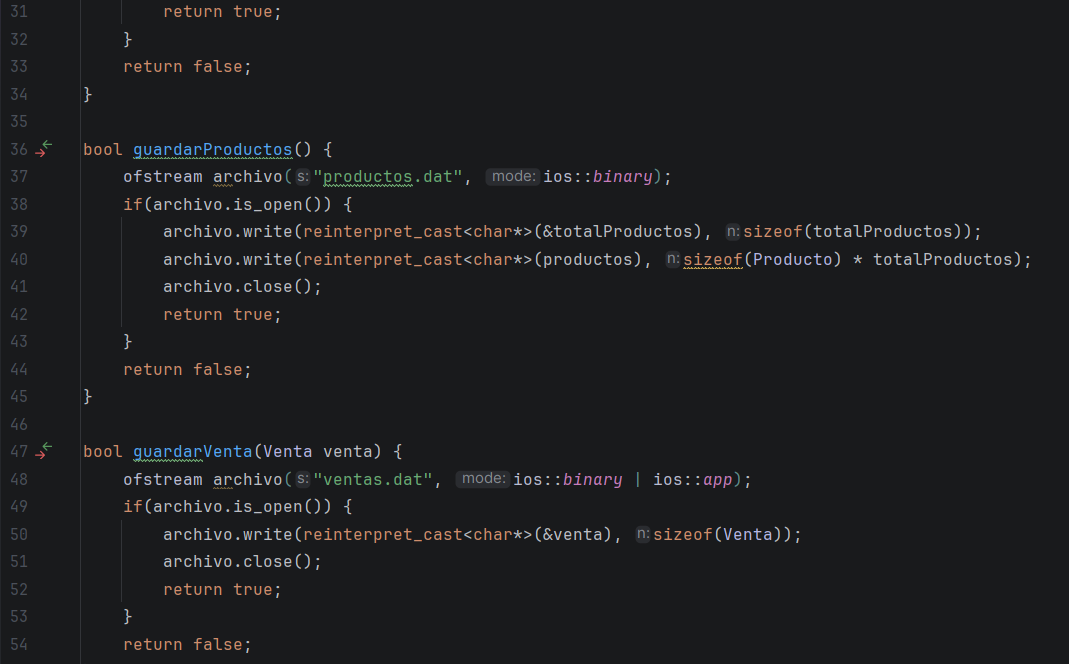 31 return true;
32 }
33 return false;
34 }
35
36 bool guardarProductos() {
37 ofstream archivo( s: "productos.dat", mode: ios::binary);
38 if(archivo.is_open()) {
39 archivo.write(reinterpret_cast<char*>(&totalProductos), n: sizeof(totalProductos));
40 archivo.write(reinterpret_cast<char*>(productos), n: sizeof(Producto) * totalProductos);
41 archivo.close();
42 return true;
43 }
44 return false;
45 }
46
47 bool guardarVenta(Venta venta) {
48 ofstream archivo( s: "ventas.dat", mode: ios::binary | ios::app);
49 if(archivo.is_open()) {
50 archivo.write(reinterpret_cast<char*>(&venta), n: sizeof(Venta));
51 archivo.close();
52 return true;
53 }
54 return false;